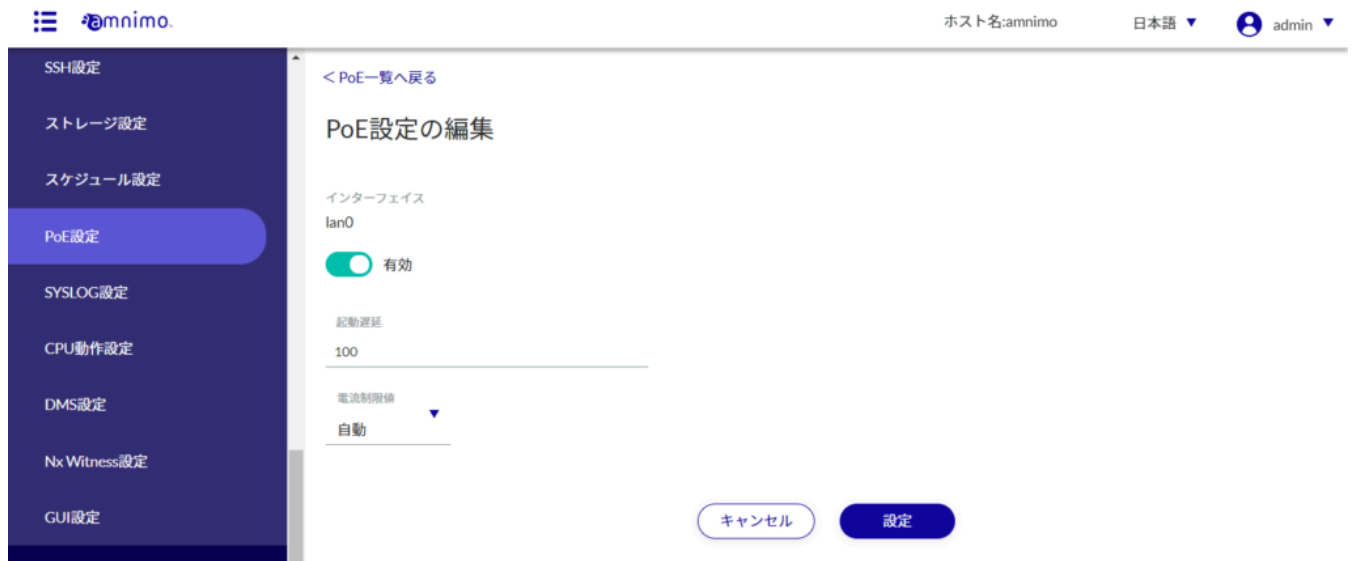 amnimo.
ホスト名:amnimo
日本語 ▼
admin ▼
SSH設定
ストレージ設定
スケジュール設定
PoE設定
SYSLOG設定
CPU動作設定
DMS設定
Nx Witness設定
GUI設定
< PoE一覧へ戻る
PoE設定の編集
インターフェイス
lan0
有効
起動遅延
100
電流制限値
自動
キャンセル
設定